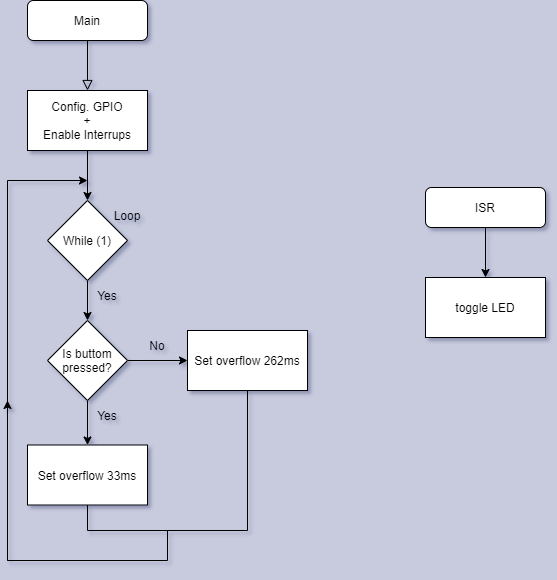 Main
Config. GPIO
+
Enable Interrups
Loop
While (1)
Yes
Is buttom
pressed?
No
Set overflow 262ms
Yes
Set overflow 33ms
ISR
toggle LED